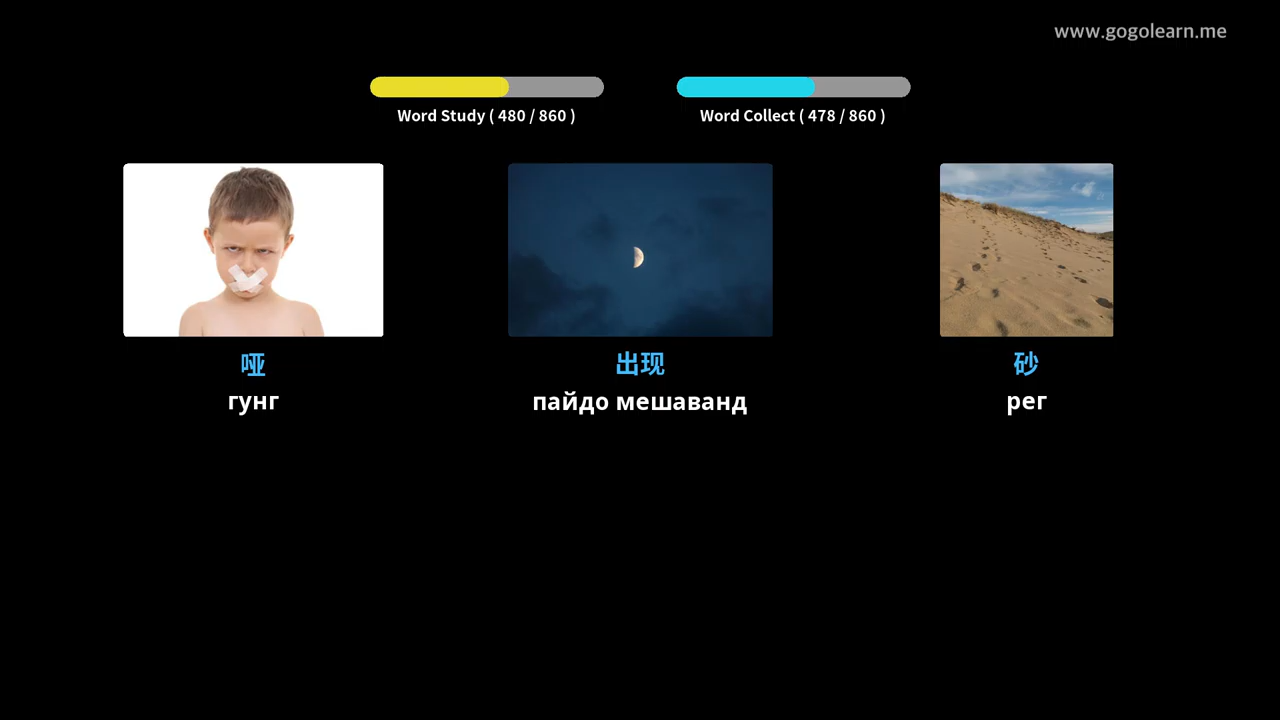 www.gogolearn.me
Word Study ( 480 / 860 )
Word Collect ( 478 / 860 )
哑
出现
砂
гунг
пайдо мешаванд
рег